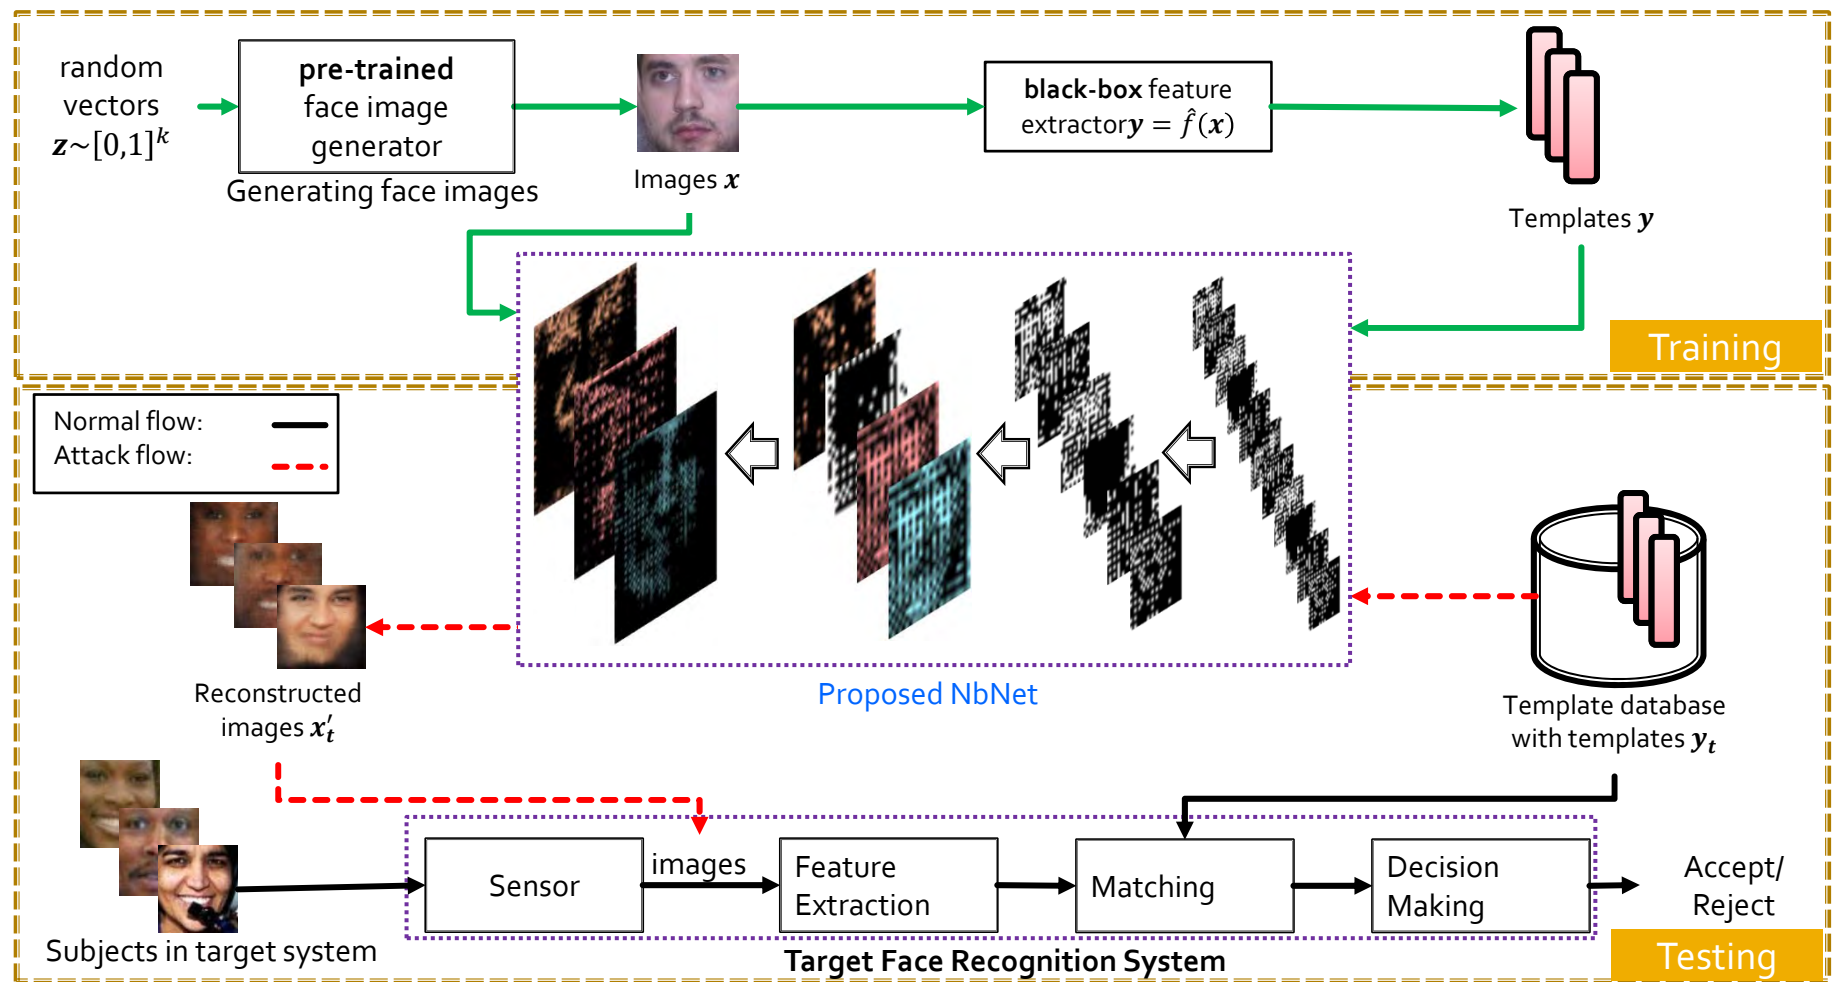 random
vectors
z~[0,1]^k
pre-trained
face image
generator
Generating face images
Images x
black-box feature
extractor y = f̂(x)
Templates y
Training
Normal flow:
Attack flow:
Reconstructed
images x′_t
Proposed NbNet
Template database
with templates y_t
Subjects in target system
Sensor
images
Feature
Extraction
Matching
Decision
Making
Accept/
Reject
Target Face Recognition System
Testing